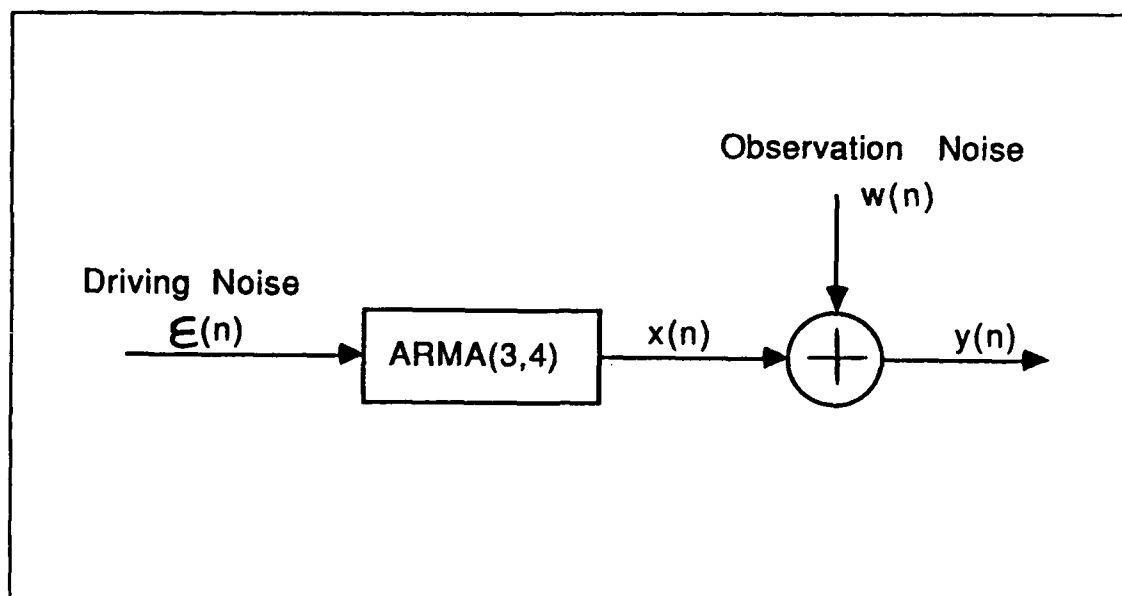 Observation Noise
w(n)
Driving Noise
Ɛ(n)
ARMA(3,4)
x(n)
+
y(n)